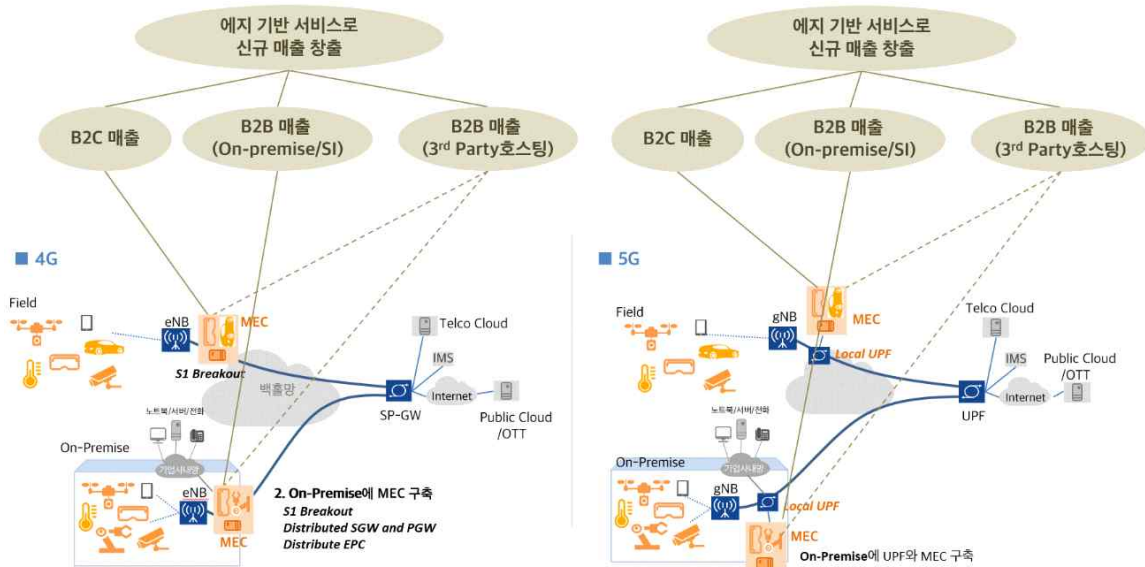 에지 기반 서비스로
신규 매출 창출
B2C 매출
B2B 매출
(On-premise/SI)
B2B 매출
(3rd Party호스팅)
■ 4G
Field
eNB
MEC
S1 Breakout
백홀망
Telco Cloud
IMS
Internet
SP-GW
Public Cloud
/OTT
노트북/서버/전화
On-Premise
기업사내망
eNB
MEC
2. On-Premise에 MEC 구축
S1 Breakout
Distributed SGW and PGW
Distribute EPC
에지 기반 서비스로
신규 매출 창출
B2C 매출
B2B 매출
(On-premise/SI)
B2B 매출
(3rd Party호스팅)
■ 5G
Field
gNB
MEC
Local UPF
Telco Cloud
IMS
Internet
Public Cloud
/OTT
UPF
노트북/서버/전화
On-Premise
기업사내망
gNB
Local UPF
MEC
On-Premise에 UPF와 MEC 구축